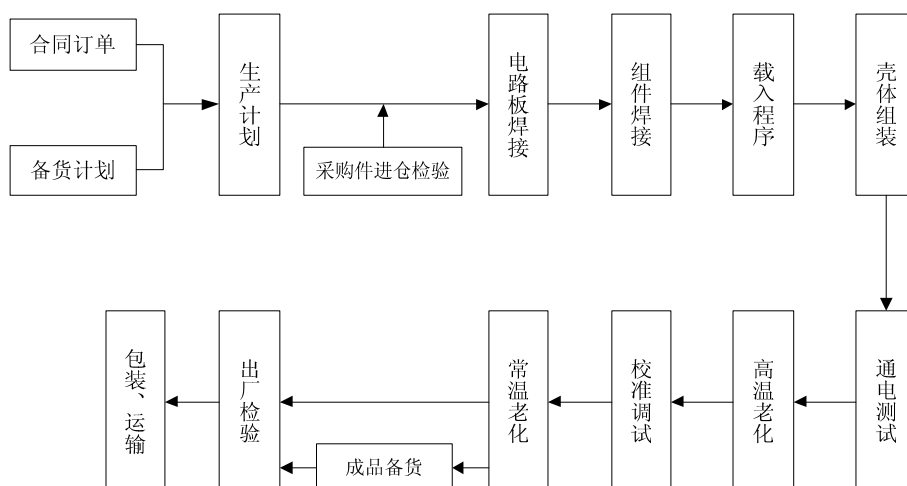 合同订单
备货计划
生产计划
采购件进仓检验
电路板焊接
组件焊接
载入程序
壳体组装
通电测试
高温老化
校准调试
常温老化
成品备货
出厂检验
包装、运输